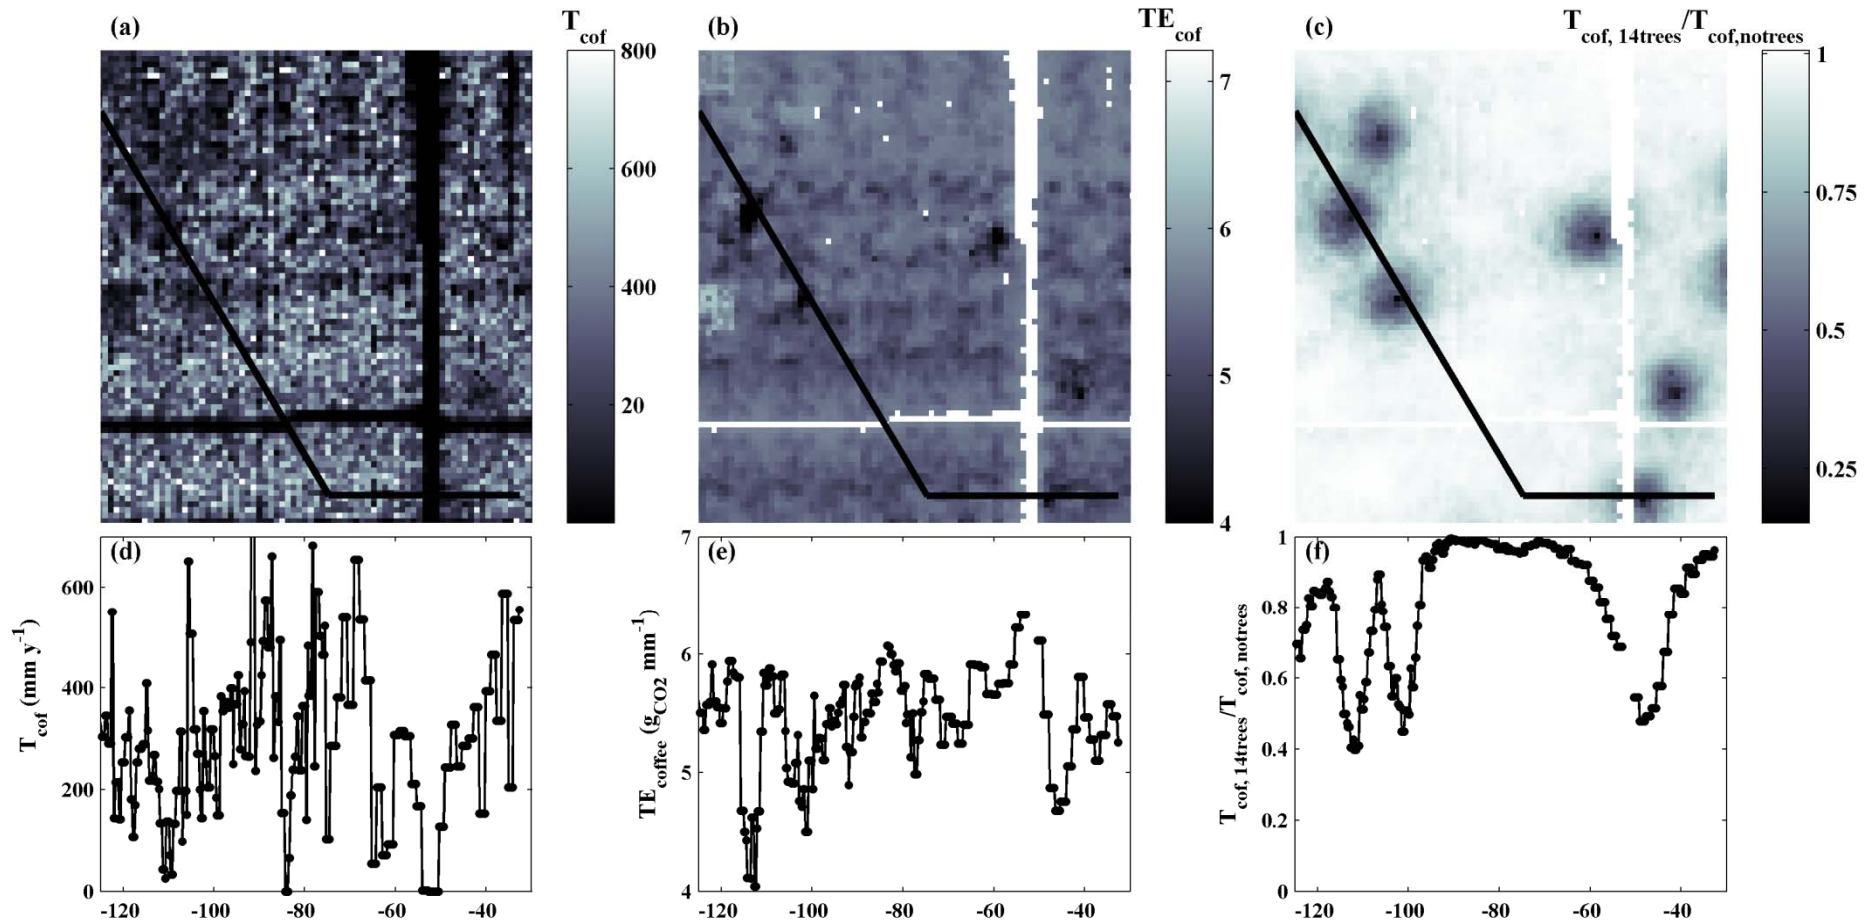 (a) T cof
(b) TE cof
(c) T cof, 14trees/T cof,notrees
800
600
400
20
7
6
5
4
1
0.75
0.5
0.25
(d)
T cof (mm y-1)
600
400
200
0
-120 -100 -80 -60 -40
(e)
TE coffee (g CO2 mm-1)
7
6
5
4
-120 -100 -80 -60 -40
(f)
T cof, 14trees/T cof, notrees
1
0.8
0.6
0.4
0.2
0
-120 -100 -80 -60 -40